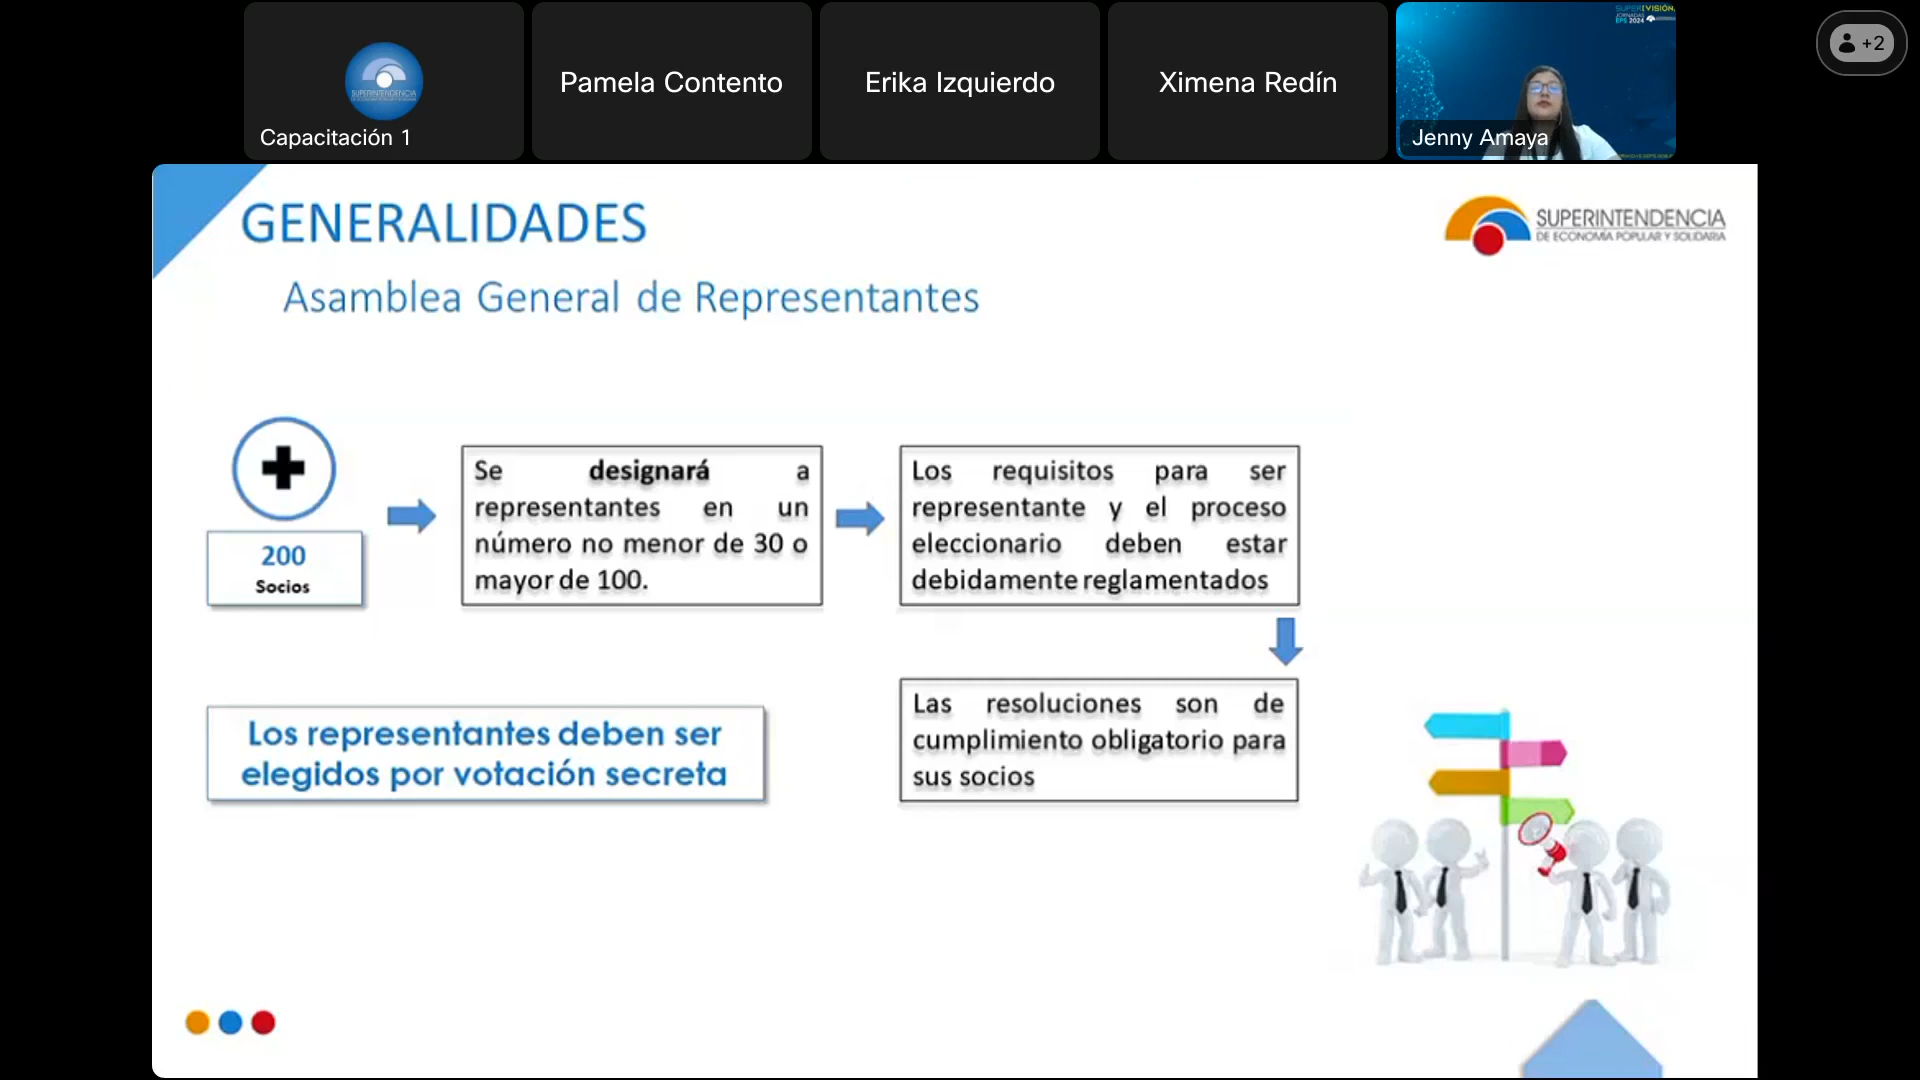 Capacitación 1
Pamela Contento
Erika Izquierdo
Ximena Redín
Jenny Amaya
+2
GENERALIDADES
Asamblea General de Representantes
SUPERINTENDENCIA
DE ECONOMÍA POPULAR Y SOLIDARIA
200
Socios
Se designará a
representantes en un
número no menor de 30 o
mayor de 100.
Los requisitos para ser
representante y el proceso
eleccionario deben estar
debidamente reglamentados
Los representantes deben ser
elegidos por votación secreta
Las resoluciones son de
cumplimiento obligatorio para
sus socios